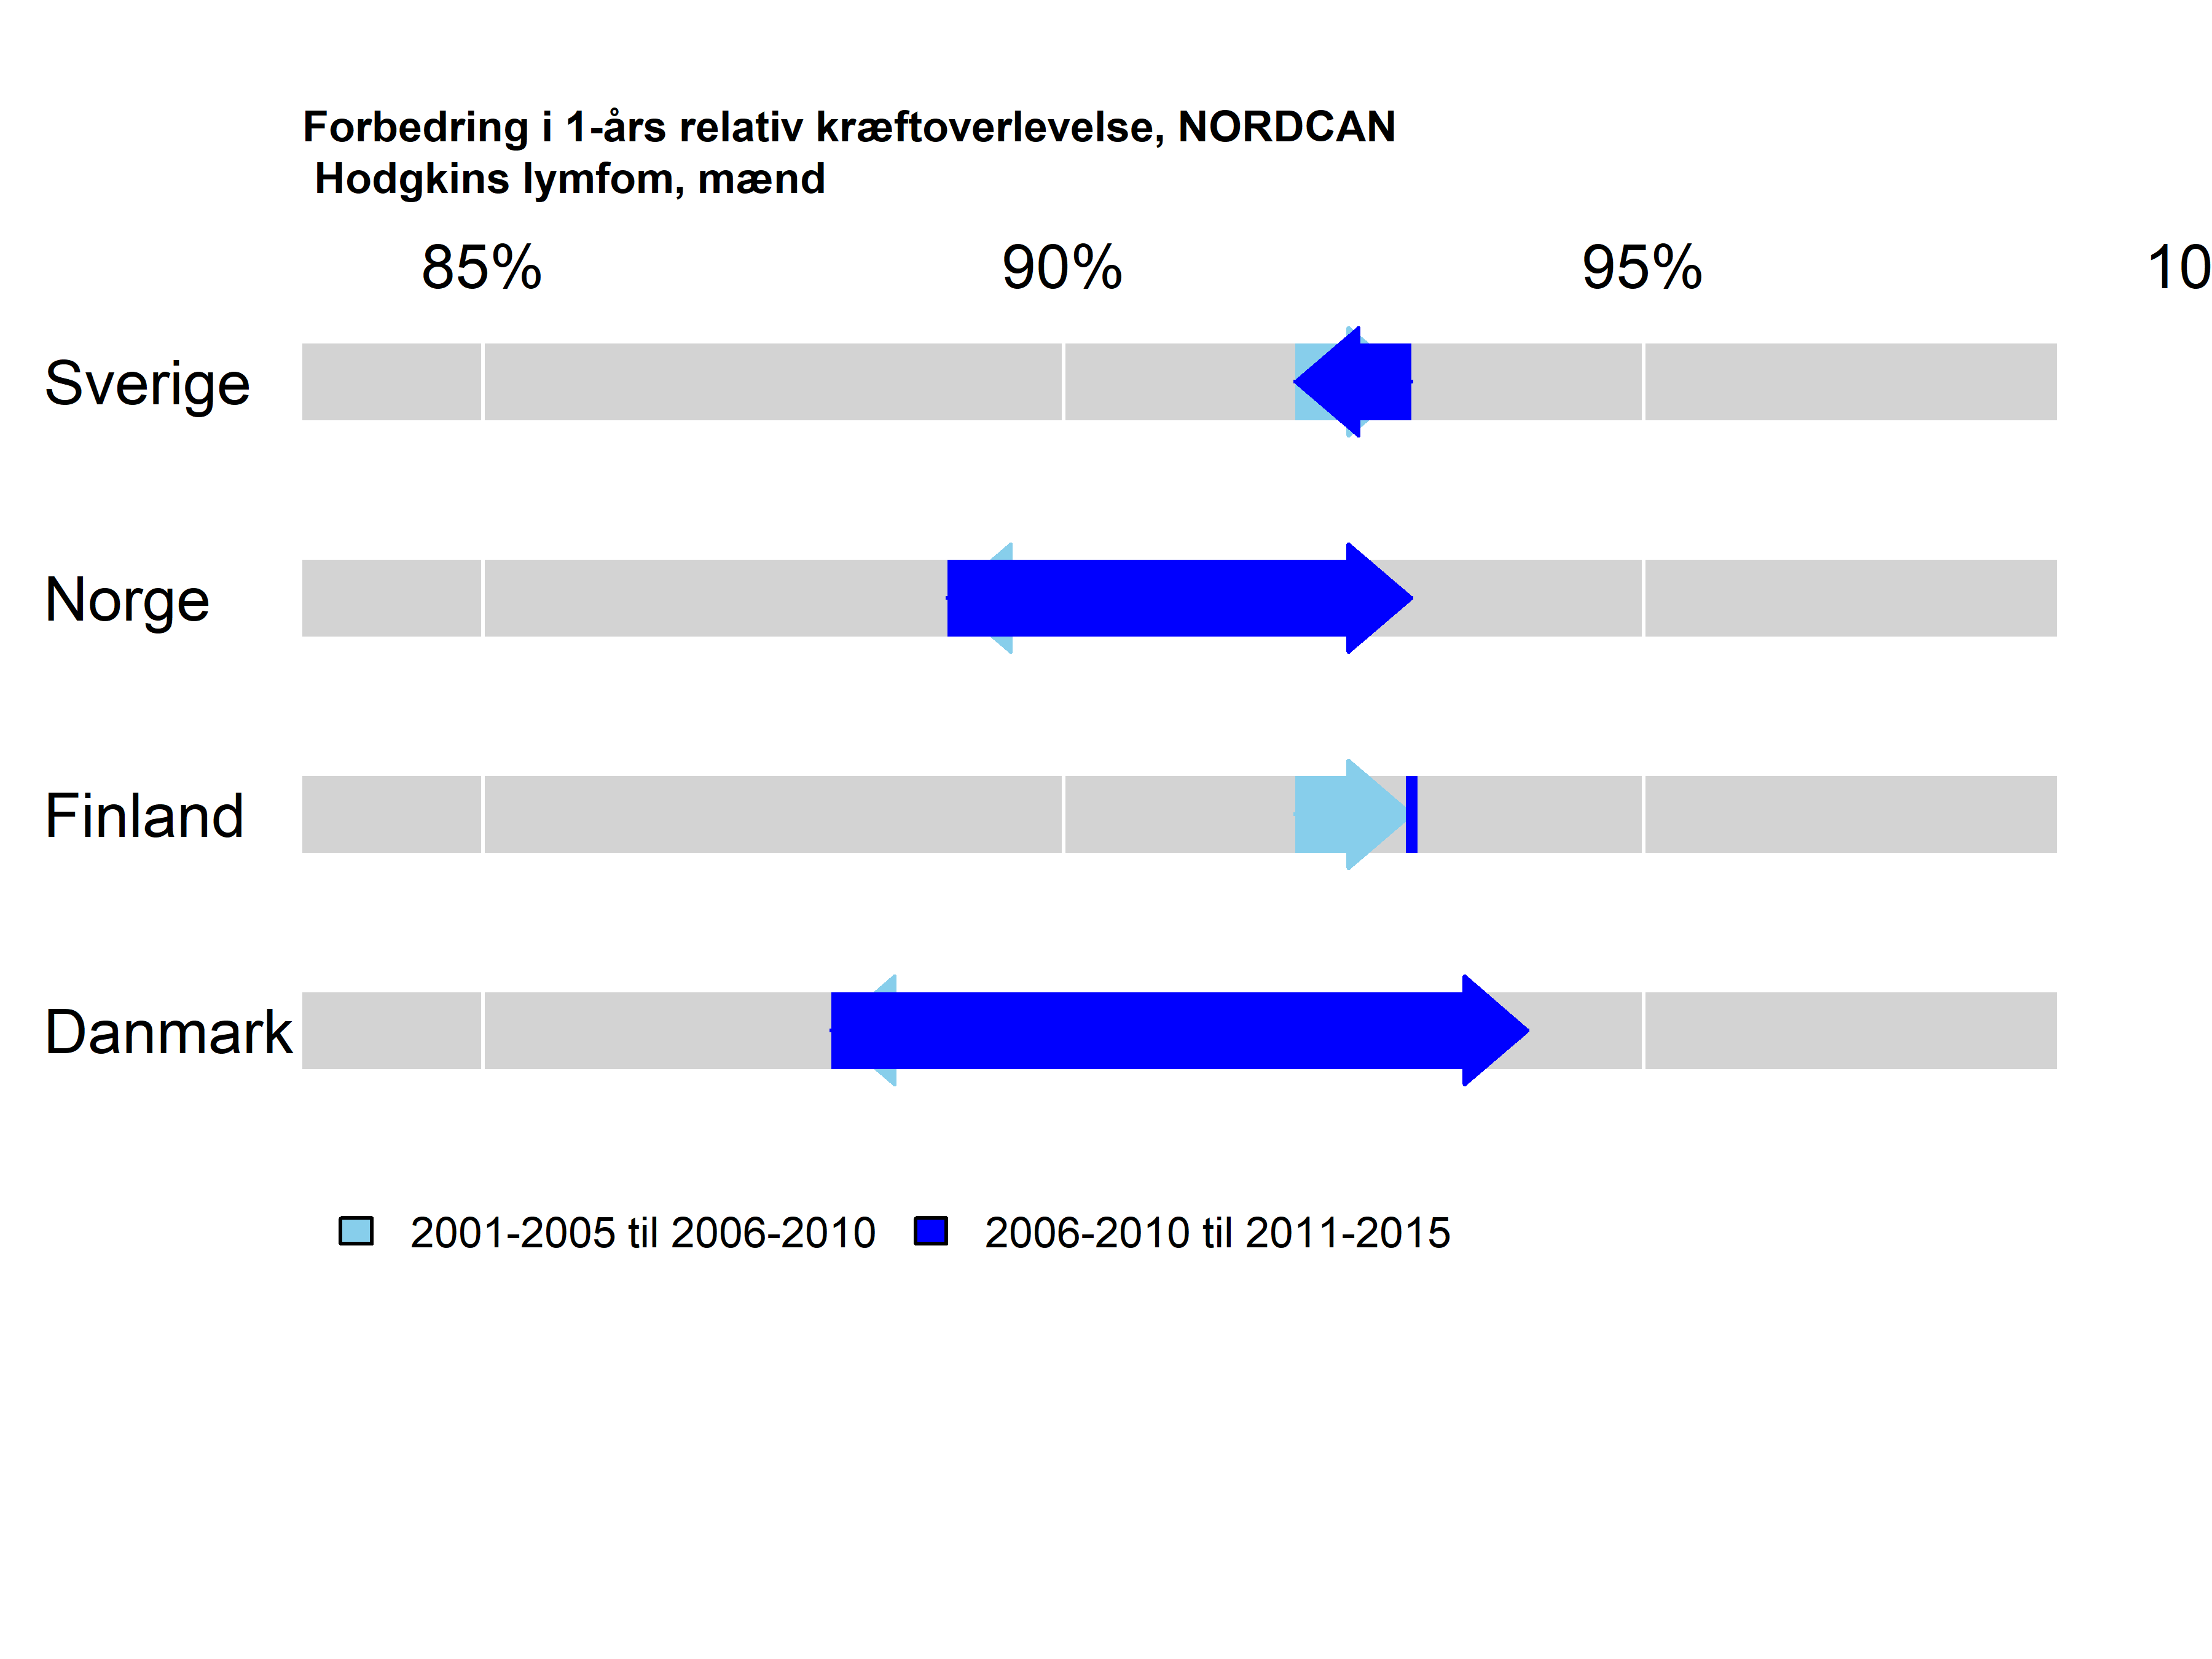 Forbedring i 1-års relativ kræftoverlevelse, NORDCAN
Hodgkins lymfom, mænd
85% 90% 95% 10
Sverige
Norge
Finland
Danmark
2001-2005 til 2006-2010 2006-2010 til 2011-2015